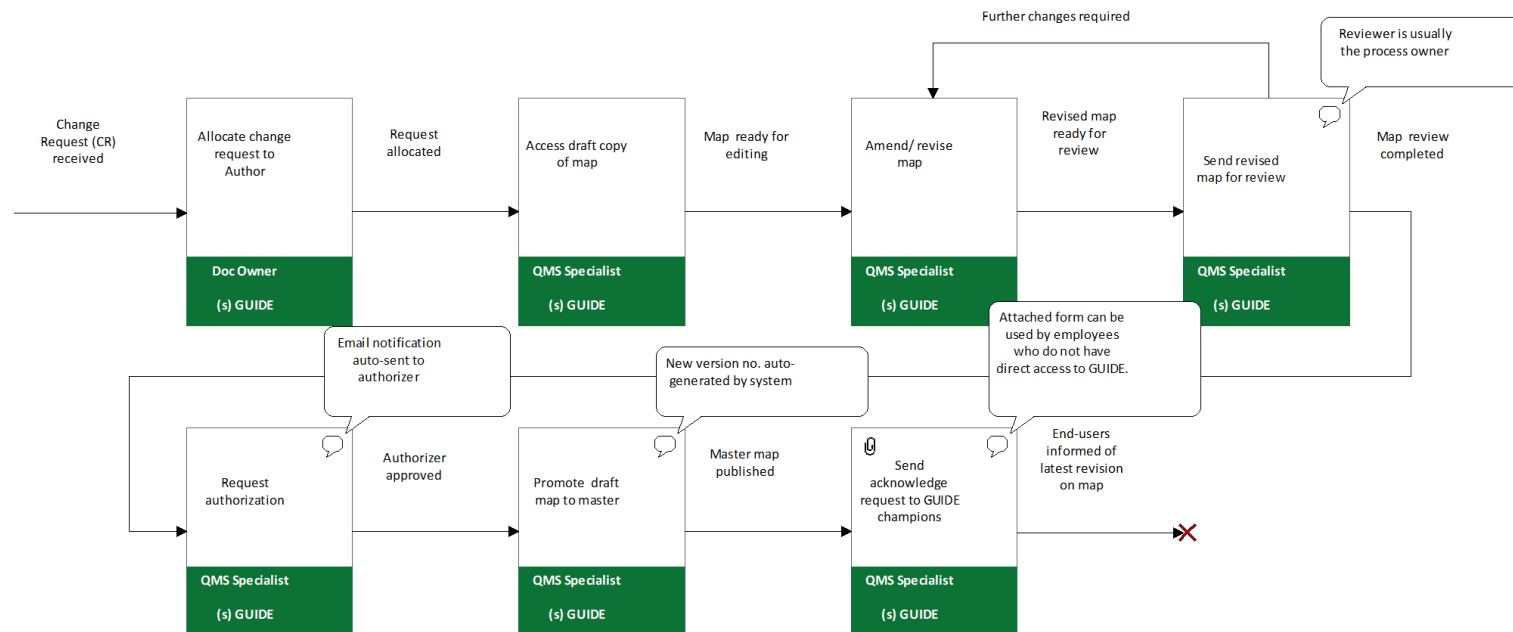 Further changes required
Reviewer is usually
the process owner
Change
Request (CR)
received
Allocate change
request to
Author
Request
allocated
Access draft copy
of map
Map ready for
editing
Amend/ revise
map
Revised map
ready for
review
Send revised
map for review
Map review
completed
Doc Owner
(s) GUIDE
QMS Specialist
(s) GUIDE
QMS Specialist
(s) GUIDE
QMS Specialist
(s) GUIDE
Email notification
auto-sent to
authorizer
New version no. auto-
generated by system
Attached form can be
used by employees
who do not have
direct access to GUIDE.
Request
authorization
Authorizer
approved
Promote draft
map to master
Master map
published
Send
acknowledge
request to GUIDE
champions
End-users
informed of
latest revision
on map
QMS Specialist
(s) GUIDE
QMS Specialist
(s) GUIDE
QMS Specialist
(s) GUIDE